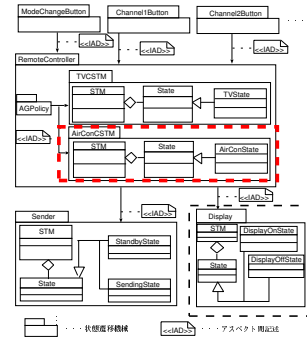 ModeChangeButton
Channel1Button
Channel2Button
<<IAD>>
<<IAD>>
<<IAD>>
RemoteController
TVCSTM
STM
State
TVState
AGPolicy
<<IAD>>
AirConCSTM
STM
State
AirConState
<<IAD>>
<<IAD>>
Sender
STM
StandbyState
State
SendingState
Display
STM
DisplayOnState
State
DisplayOffState
・・・状態遷移機械
<<IAD>>
・・・アスペクト間記述